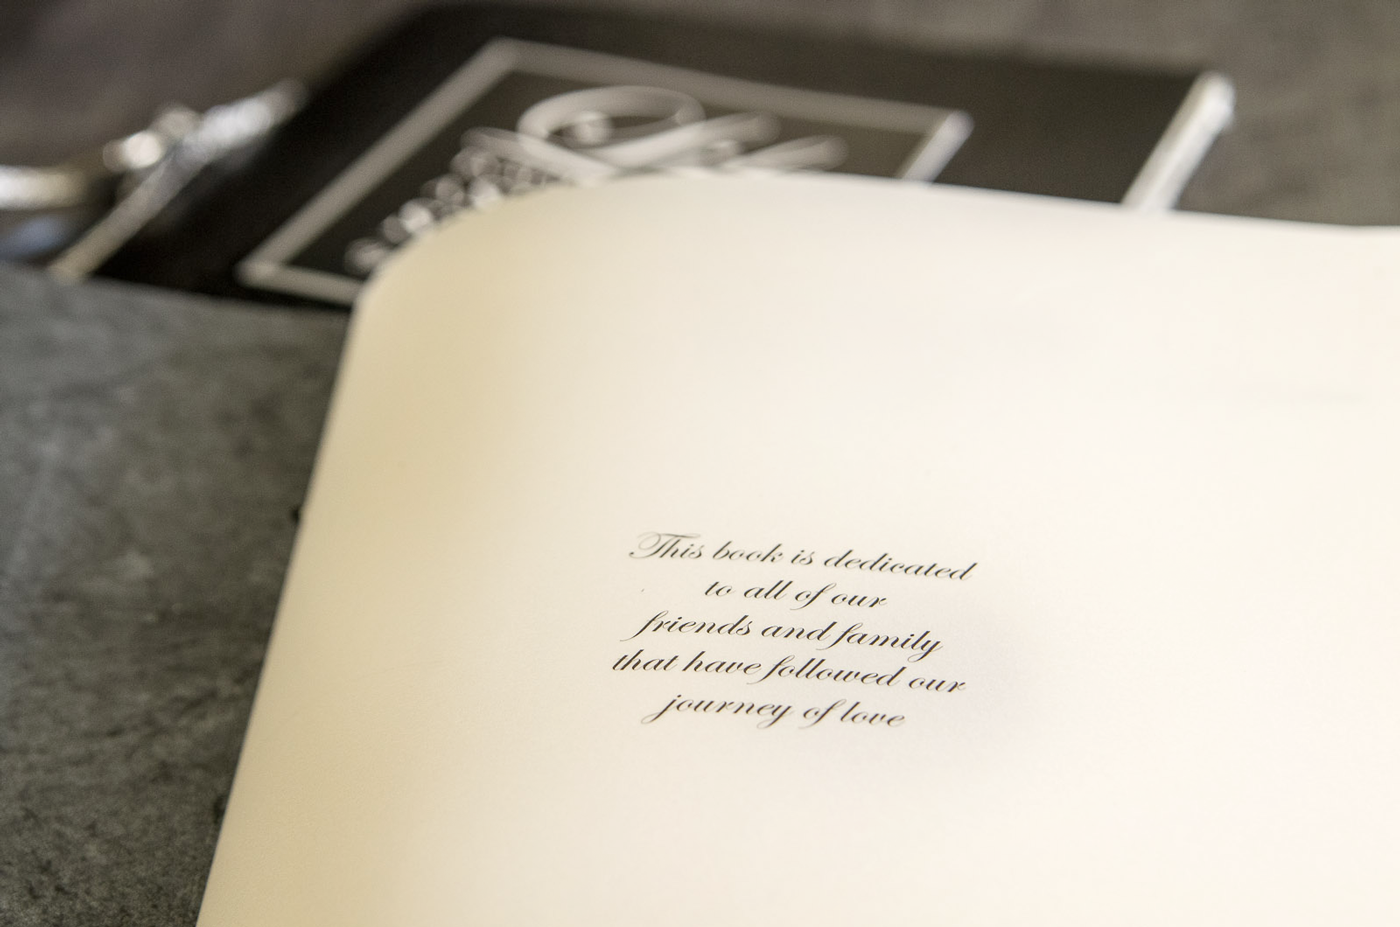 This book is dedicated
to all of our
friends and family
that have followed our
journey of love